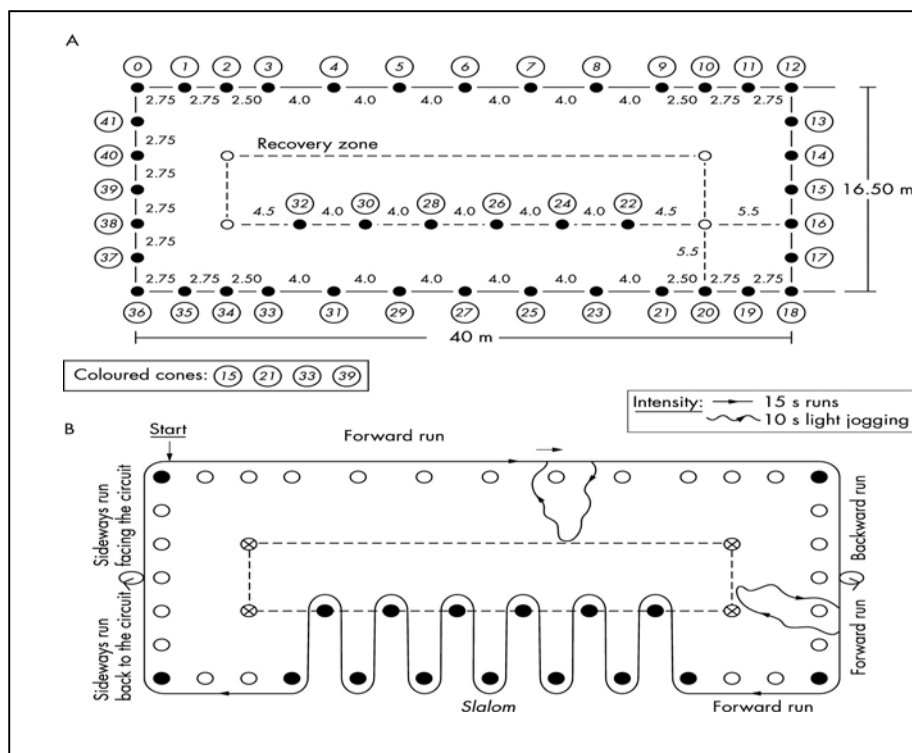 A
0 1 2 3 4 5 6 7 8 9 10 11 12
2.75 2.75 2.50 4.0 4.0 4.0 4.0 4.0 4.0 2.50 2.75 2.75
41 13
2.75
Recovery zone
40 14
2.75
39 15
16.50 m
2.75
32 30 28 26 24 22
38 4.5 4.0 4.0 4.0 4.0 4.0 4.5 5.5 16
2.75
5.5
37 17
2.75 2.75 2.50 4.0 4.0 4.0 4.0 4.0 4.0 2.50 2.75 2.75
36 35 34 33 31 29 27 25 23 21 20 19 18
40 m
Coloured cones: 15 21 33 39
Intensity: 15 s runs
10 s light jogging
B
Start
Forward run
Sideways run
facing the circuit
Backward run
Sideways run
back to the circuit
Forward run
Slalom
Forward run